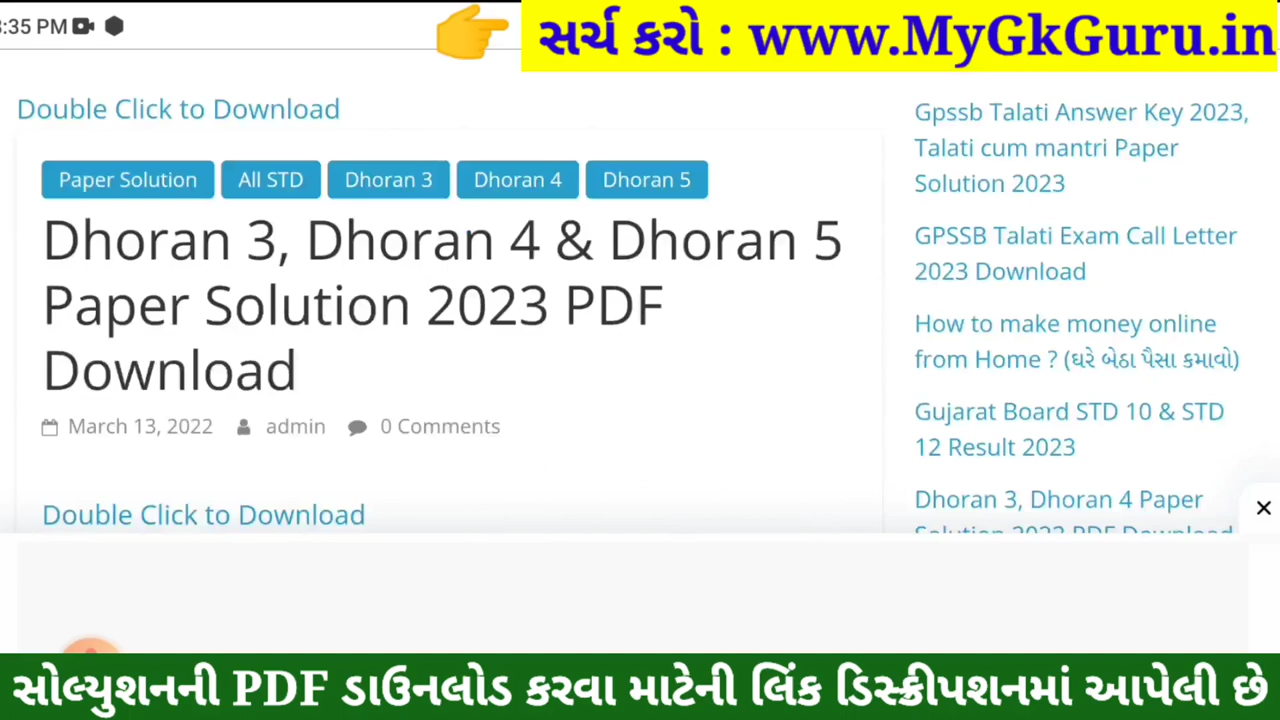 :35 PM
સર્ચ કરો : www.MyGkGuru.in
Double Click to Download
Paper Solution All STD Dhoran 3 Dhoran 4 Dhoran 5
Dhoran 3, Dhoran 4 & Dhoran 5
Paper Solution 2023 PDF
Download
March 13, 2022 admin 0 Comments
Double Click to Download
Gpssb Talati Answer Key 2023,
Talati cum mantri Paper
Solution 2023
GPSSB Talati Exam Call Letter
2023 Download
How to make money online
from Home ? (ઘરે બેઠા પૈસા કમાવો)
Gujarat Board STD 10 & STD
12 Result 2023
Dhoran 3, Dhoran 4 Paper
Solution 2023 PDF Download
સોલ્યુશનની PDF ડાઉનલોડ કરવા માટેની લિંક ડિસ્ક્રીપશનમાં આપેલી છે